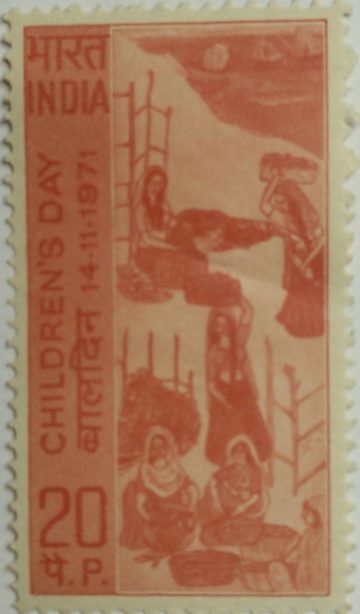 भारत
INDIA
CHILDREN'S DAY
बालदिन 14-11-1971
20
पै. P.